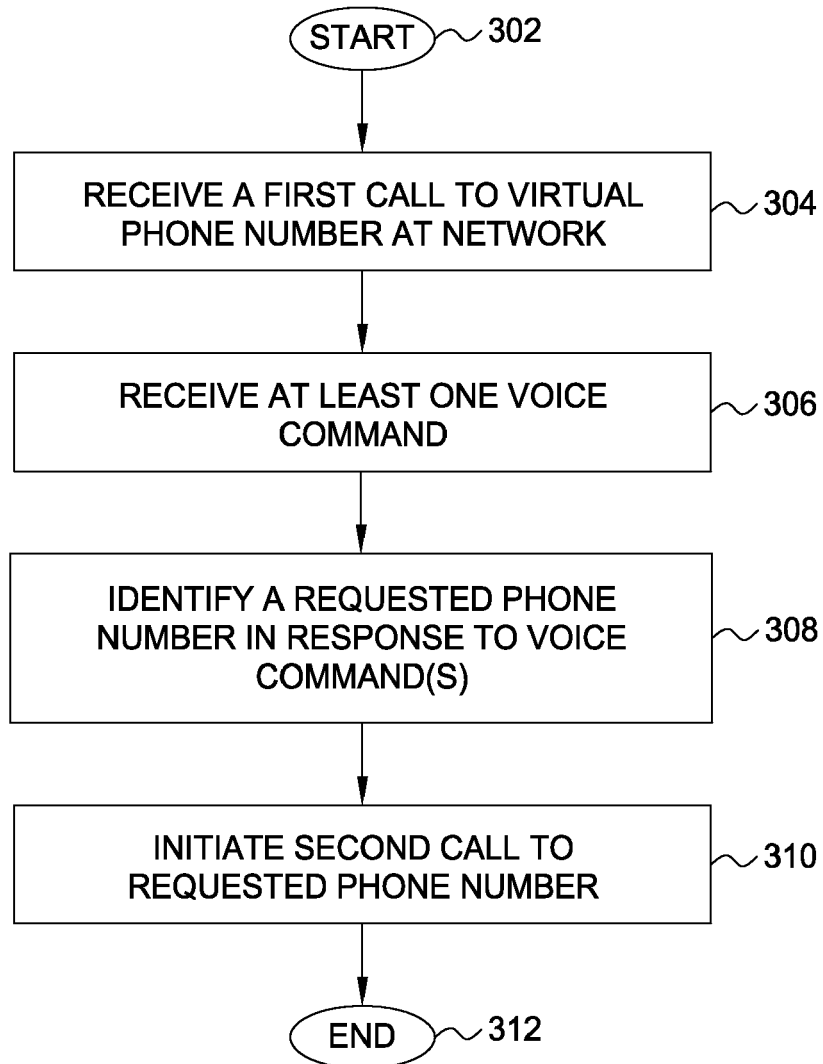 START 302
RECEIVE A FIRST CALL TO VIRTUAL
PHONE NUMBER AT NETWORK
304
RECEIVE AT LEAST ONE VOICE
COMMAND
306
IDENTIFY A REQUESTED PHONE
NUMBER IN RESPONSE TO VOICE
COMMAND(S)
308
INITIATE SECOND CALL TO
REQUESTED PHONE NUMBER
310
END 312